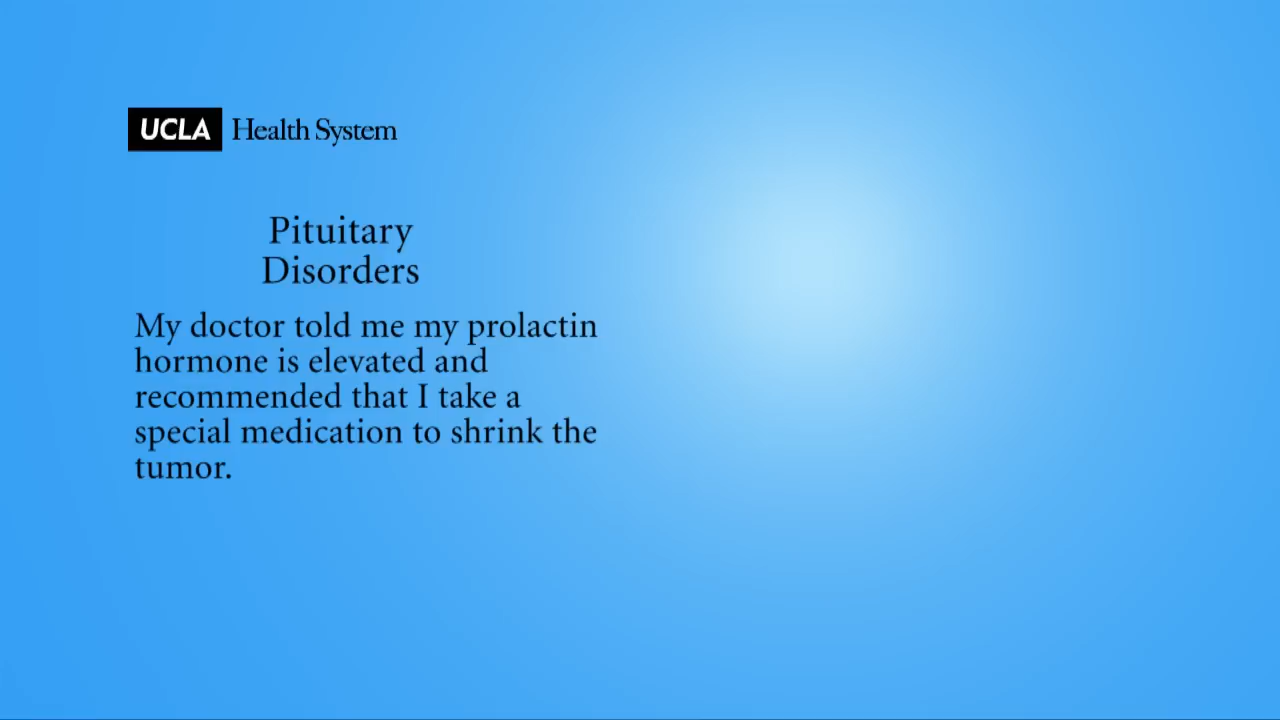 UCLA Health System
Pituitary
Disorders
My doctor told me my prolactin
hormone is elevated and
recommended that I take a
special medication to shrink the
tumor.